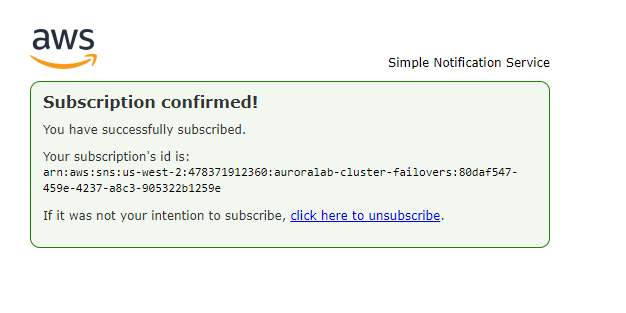 aws
Simple Notification Service
Subscription confirmed!
You have successfully subscribed.
Your subscription's id is:
arn:aws:sns:us-west-2:478371912360:auroralab-cluster-failovers:80daf547-
459e-4237-a8c3-905322b1259e
If it was not your intention to subscribe, click here to unsubscribe.